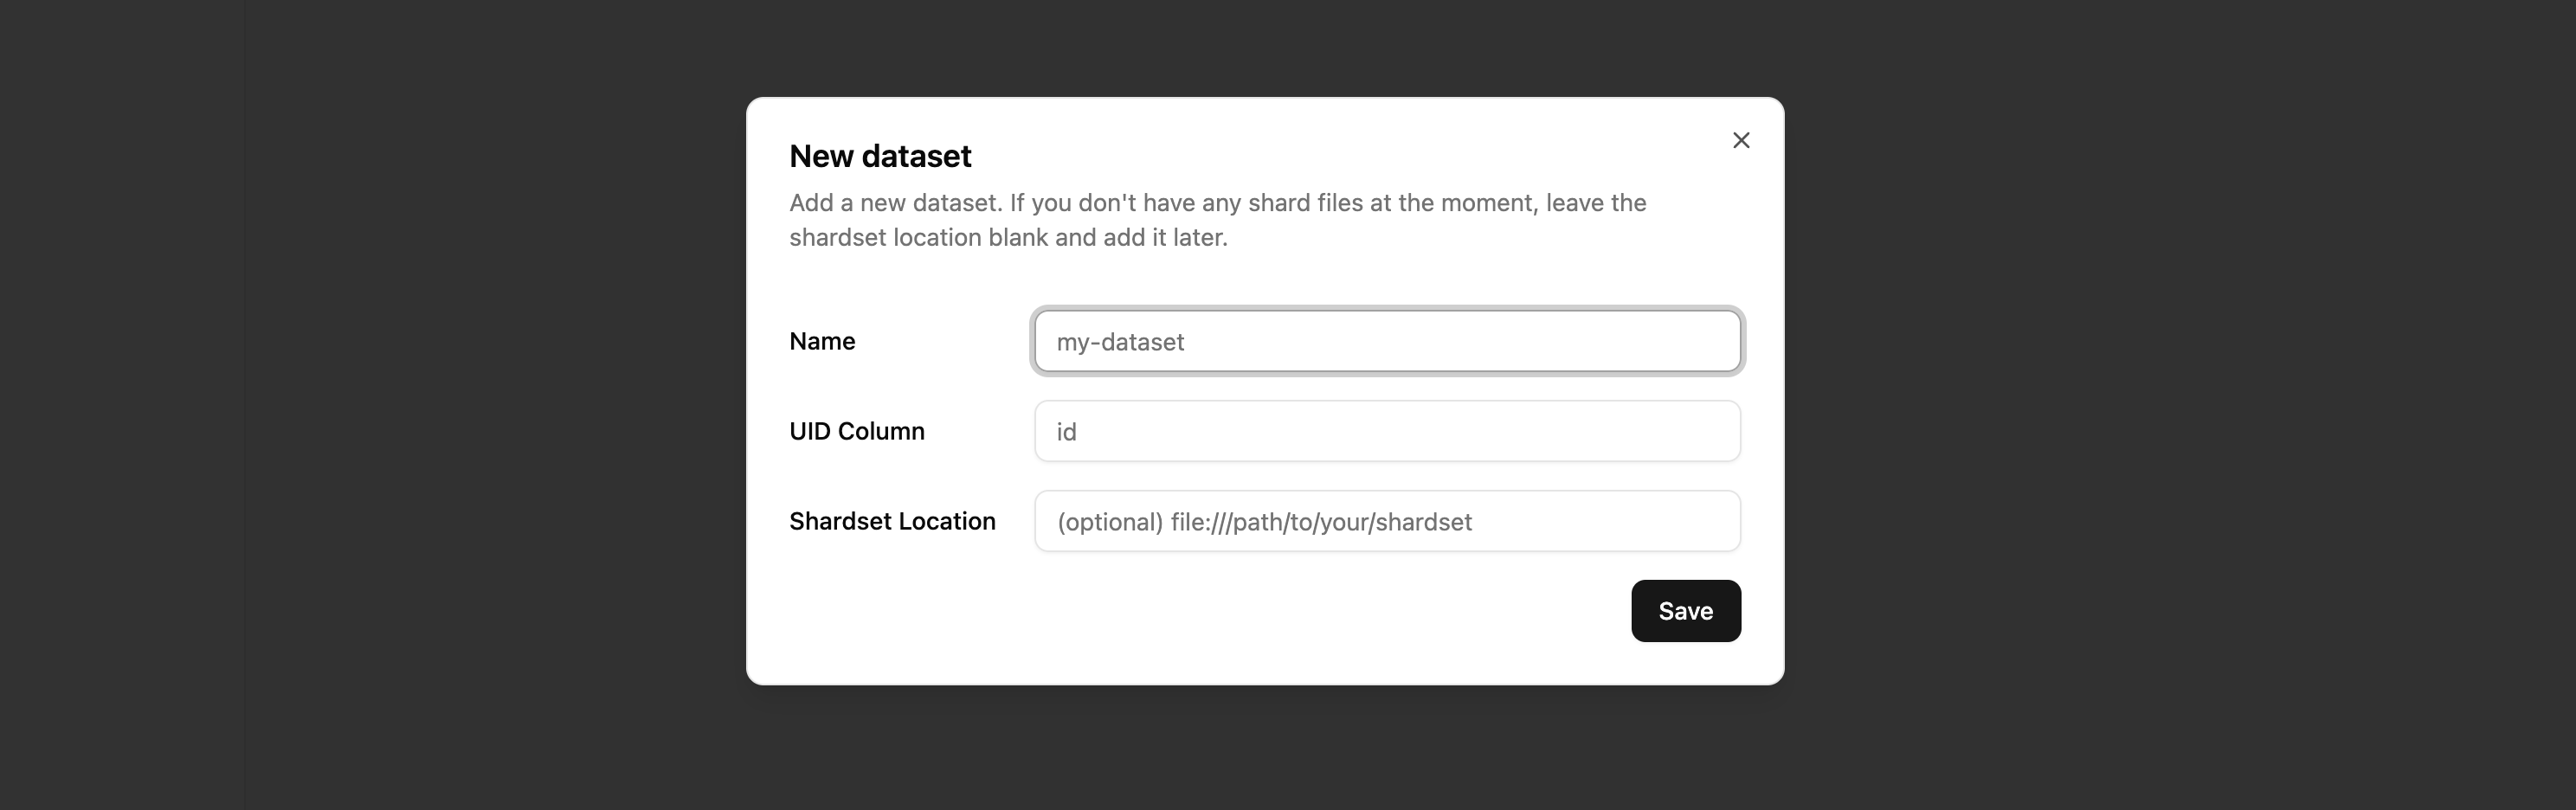 New dataset
Add a new dataset. If you don't have any shard files at the moment, leave the
shardset location blank and add it later.
Name
my-dataset
UID Column
id
Shardset Location
(optional) file:///path/to/your/shardset
Save